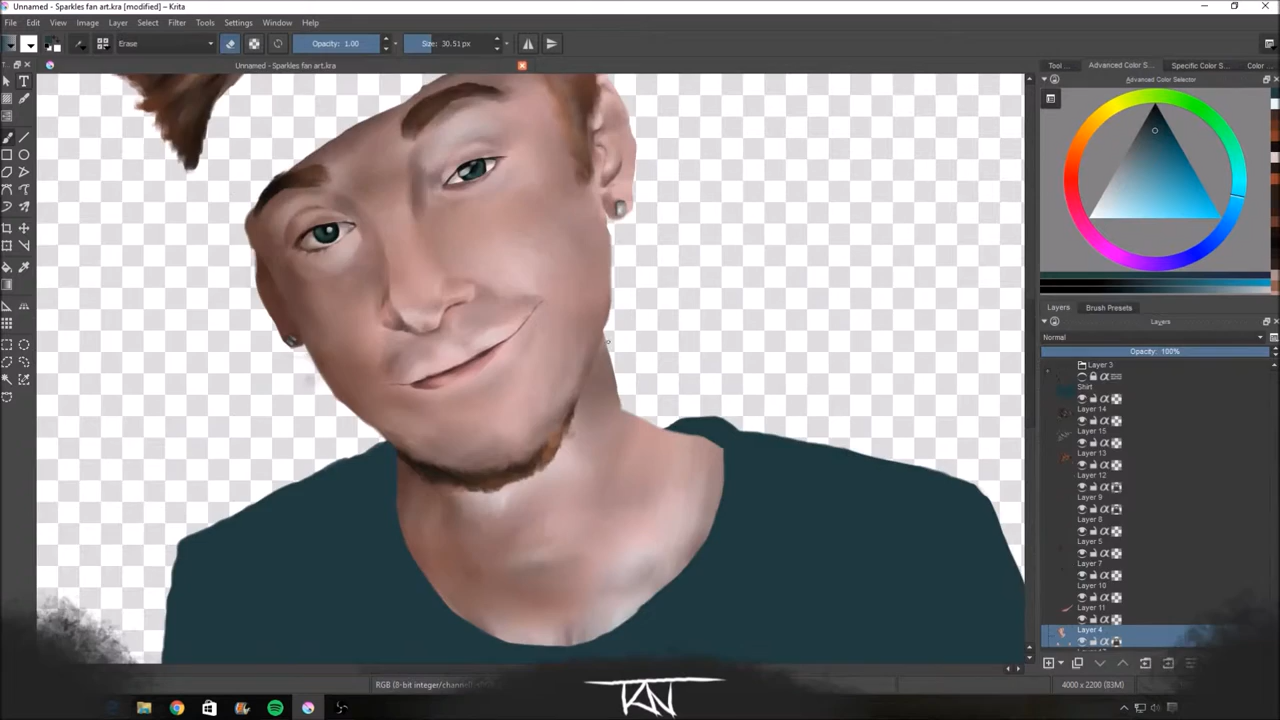 Unnamed - Sparkles fan art.kra [modified] – Krita
File Edit View Image Layer Select Filter Tools Settings Window Help
Erase Opacity: 1.00 Size: 30.51 px
Unnamed - Sparkles fan art.kra
Tool ... Advanced Color S... Specific Color S... Color ...
Advanced Color Selector
Layers Brush Presets
Layers
Normal
Opacity: 100%
Layer 3
Shirt
Layer 14
Layer 15
Layer 13
Layer 12
Layer 9
Layer 8
Layer 5
Layer 7
Layer 10
Layer 11
Layer 4
RGB (8-bit integer/channel)
4000 x 2200 (83M)